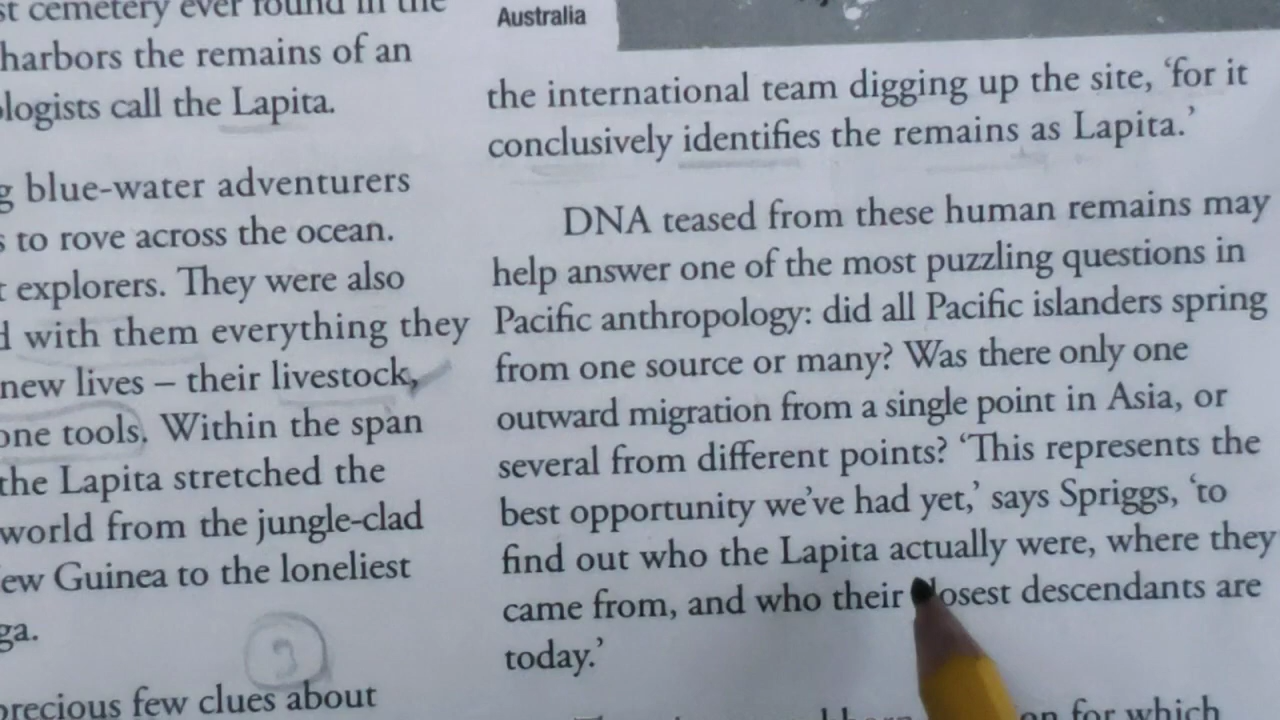 cemetery ever found in the
harbors the remains of an
call the Lapita.
blue-water adventurers
to rove across the ocean.
explorers. They were also
with them everything they
new lives – their livestock,
tools. Within the span
the Lapita stretched the
world from the jungle-clad
Guinea to the loneliest
3
precious few clues about
Australia
the international team digging up the site, ‘for it
conclusively identifies the remains as Lapita.’
DNA teased from these human remains may
help answer one of the most puzzling questions in
Pacific anthropology: did all Pacific islanders spring
from one source or many? Was there only one
outward migration from a single point in Asia, or
several from different points? ‘This represents the
best opportunity we’ve had yet,’ says Spriggs, ‘to
find out who the Lapita actually were, where they
came from, and who their closest descendants are
today.’
for which